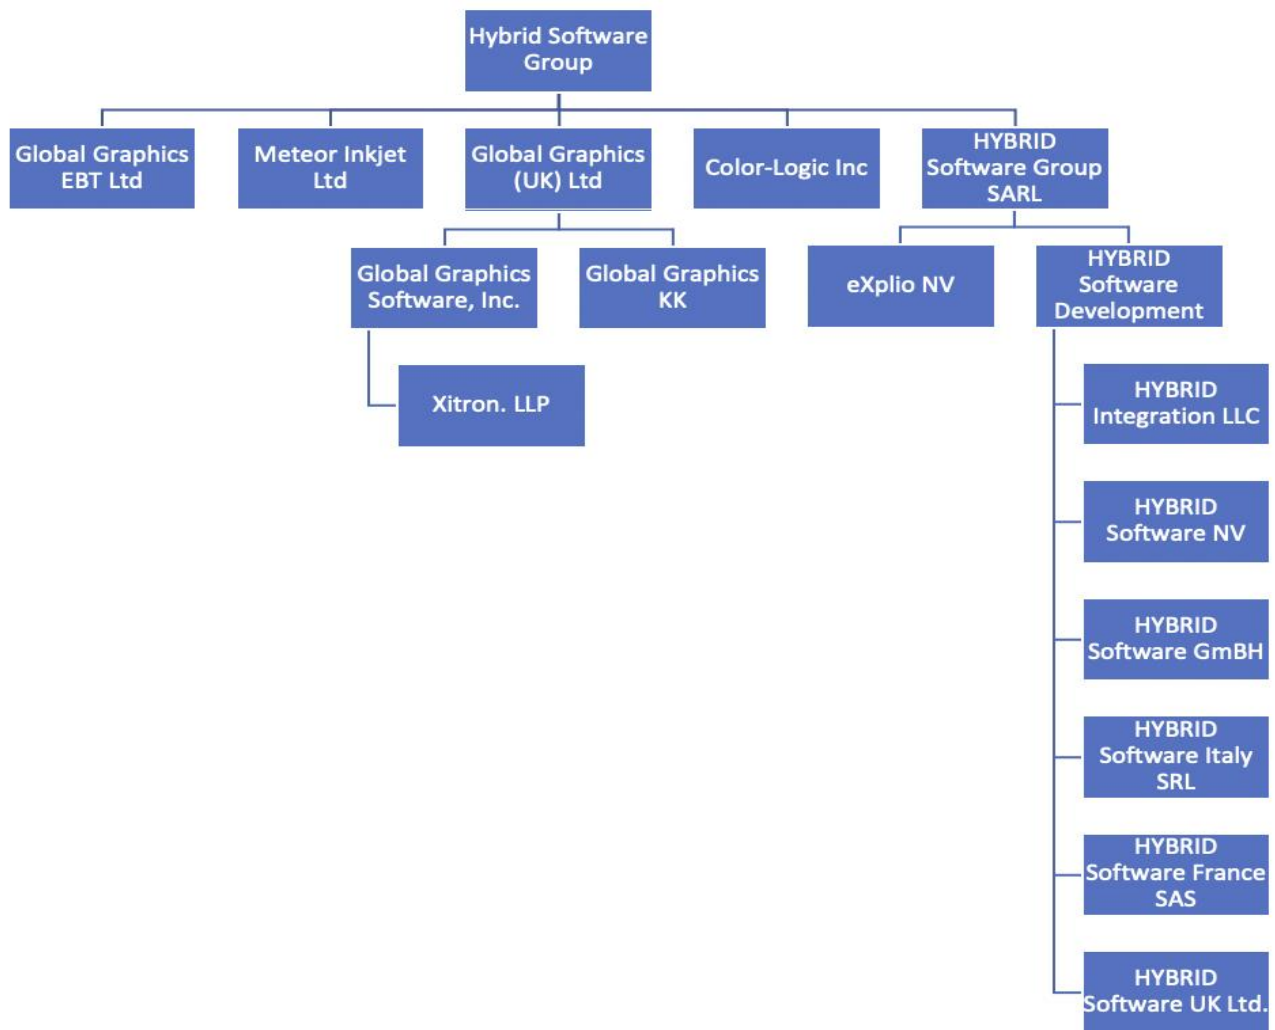 Hybrid Software
Group
Global Graphics
EBT Ltd
Meteor Inkjet
Ltd
Global Graphics
(UK) Ltd
Color-Logic Inc
HYBRID
Software Group
SARL
Global Graphics
Software, Inc.
Global Graphics
KK
eXplio NV
HYBRID
Software
Development
Xitron. LLP
HYBRID
Integration LLC
HYBRID
Software NV
HYBRID
Software GmBH
HYBRID
Software Italy
SRL
HYBRID
Software France
SAS
HYBRID
Software UK Ltd.